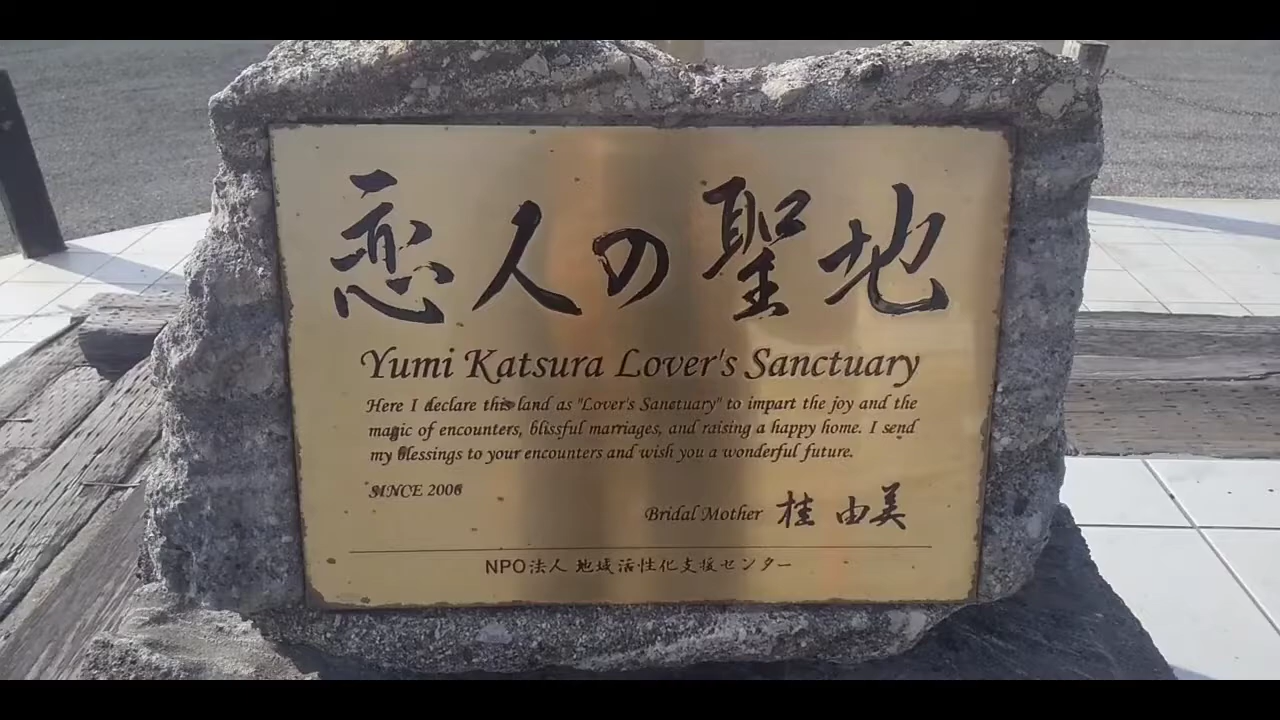 恋人の聖地
Yumi Katsura Lover's Sanctuary
Here I declare this land as "Lover's Sanctuary" to impart the joy and the
magic of encounters, blissful marriages, and raising a happy home. I send
my blessings to your encounters and wish you a wonderful future.
SINCE 2006
Bridal Mother 桂 由美
NPO法人 地域活性化支援センター